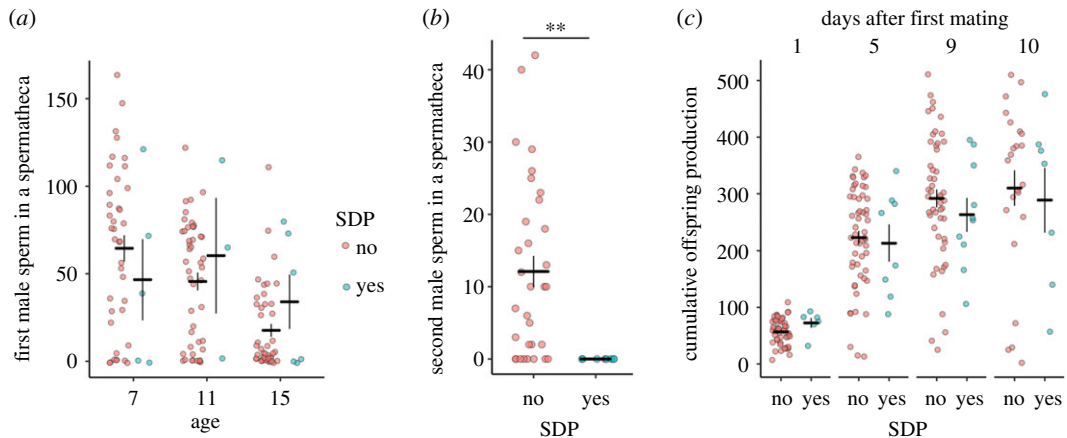 (a)
first male sperm in a spermatheca
150
100
50
0
7 11 15
age
SDP
no
yes
(b)
second male sperm in a spermatheca
**
40
30
20
10
0
no yes
SDP
(c)
days after first mating
1 5 9 10
cumulative offspring production
500
400
300
200
100
0
no yes no yes no yes no yes
SDP